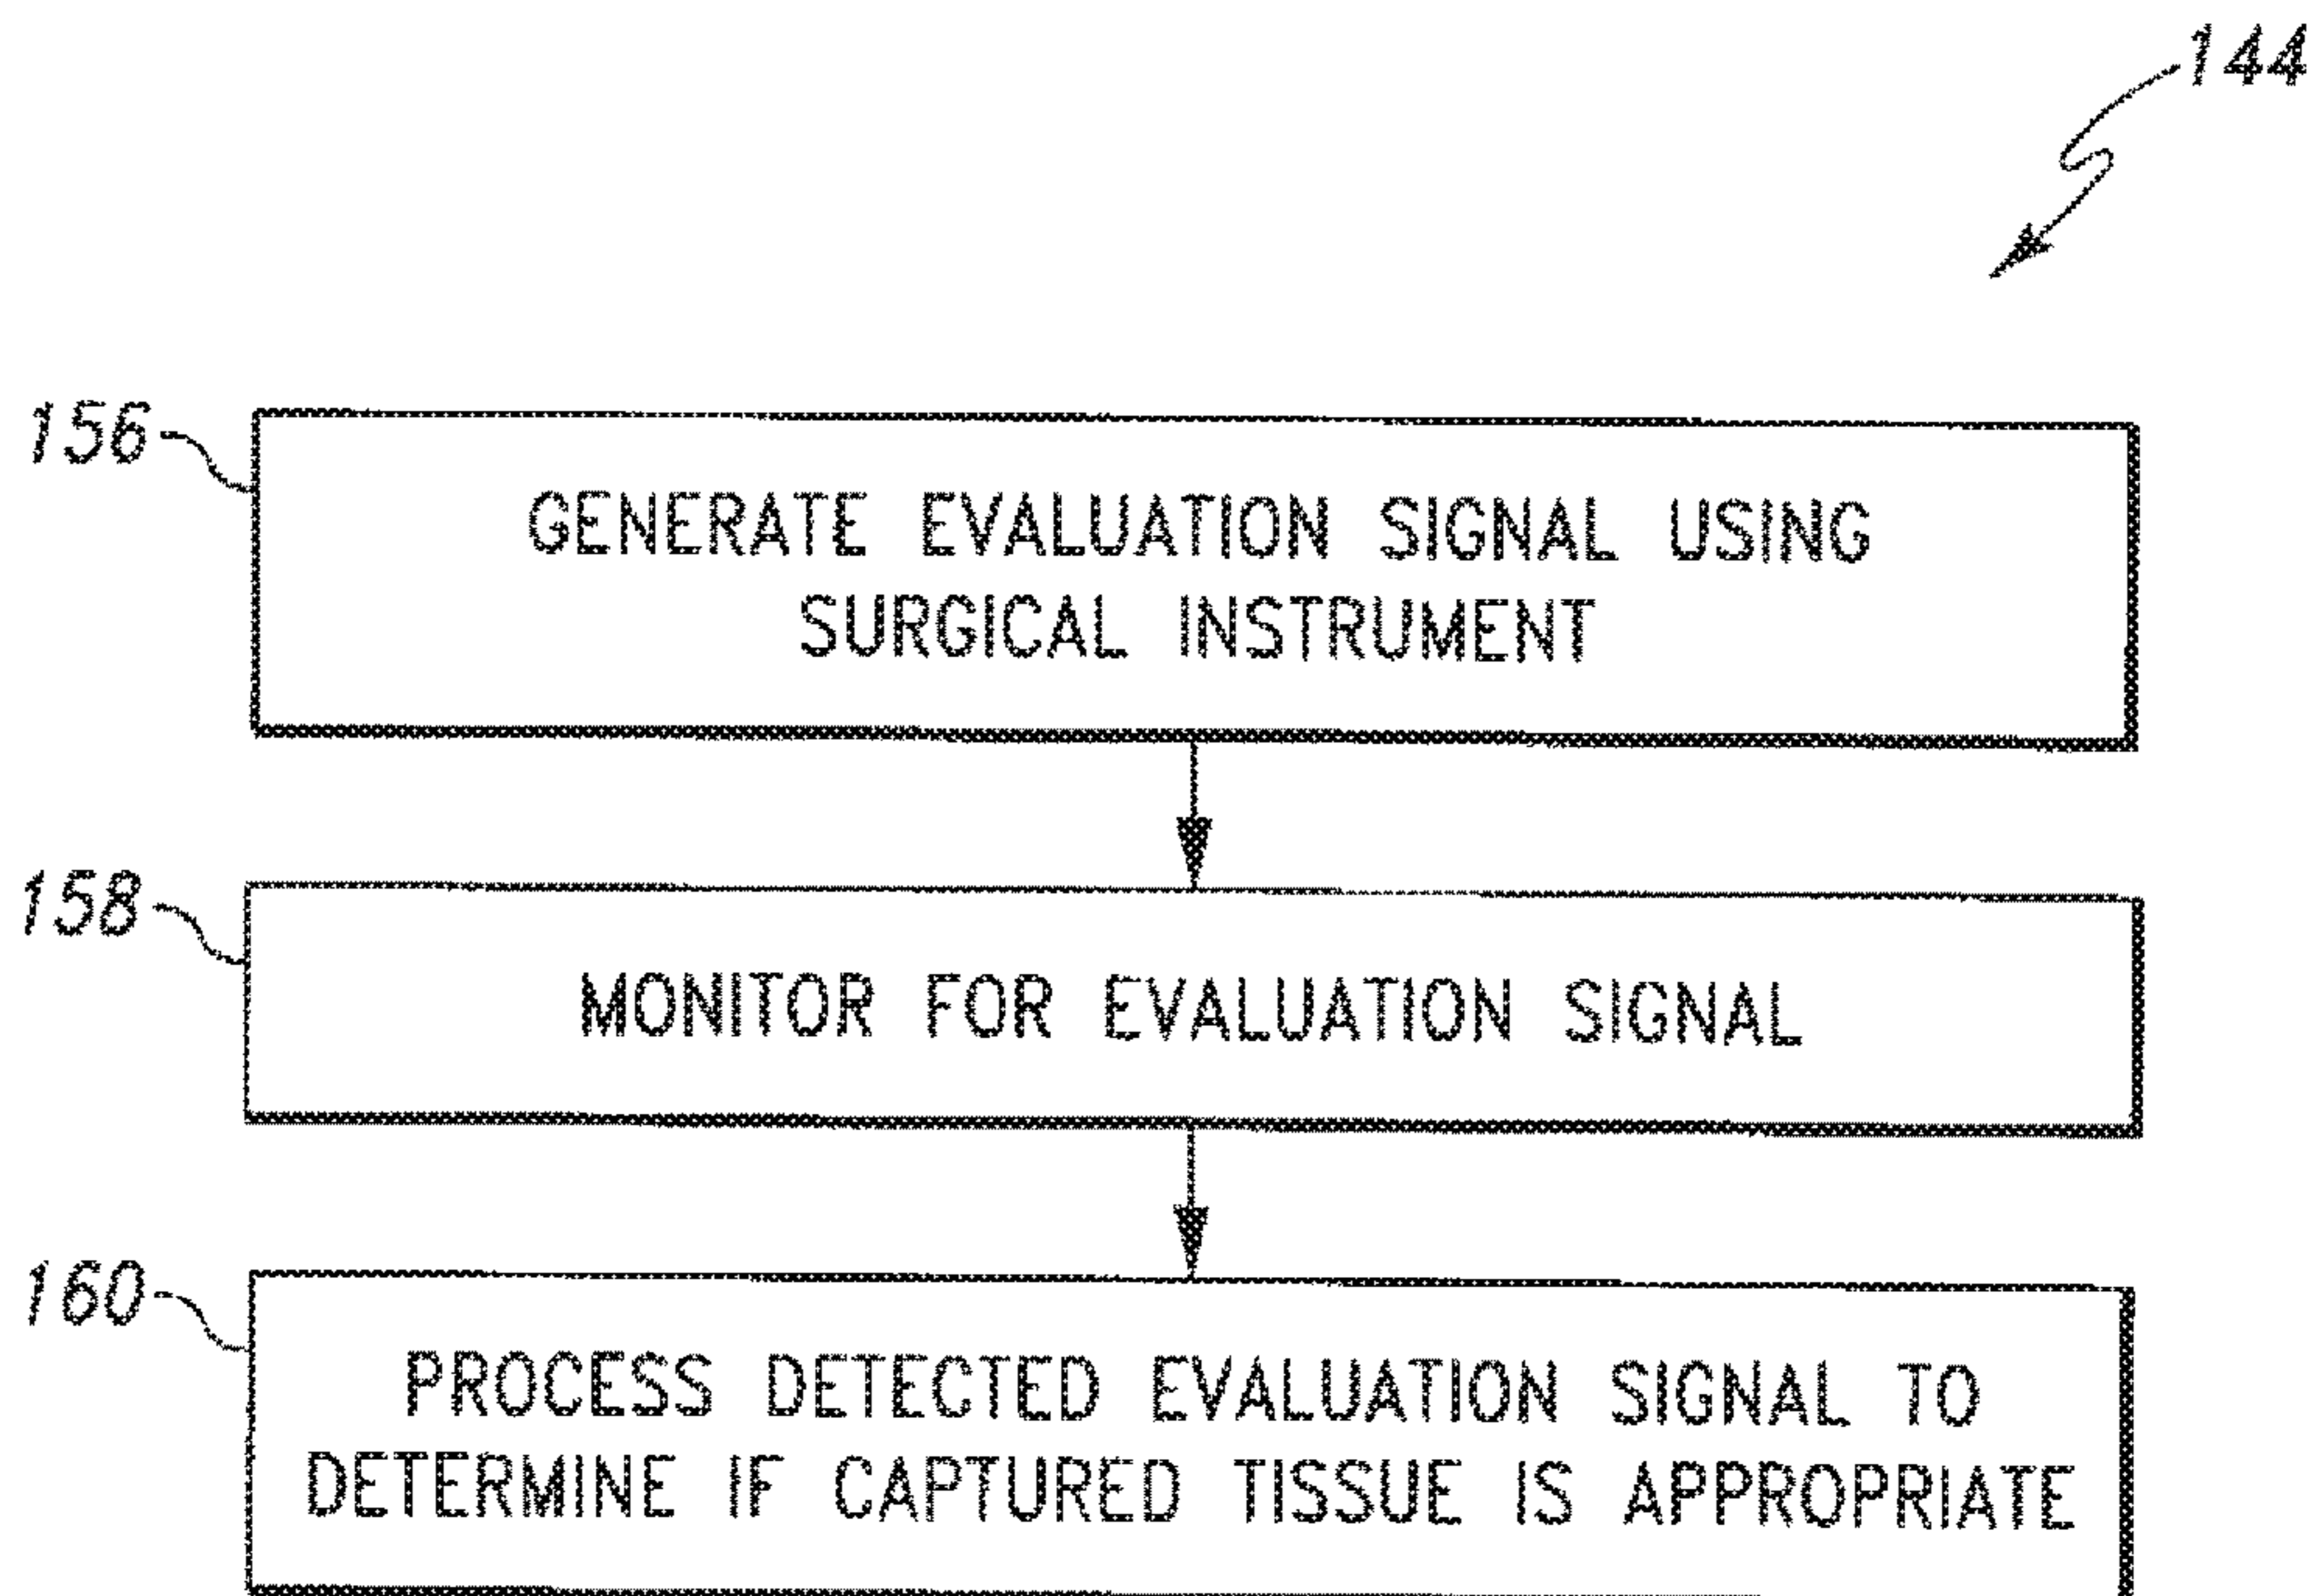 144
156
GENERATE EVALUATION SIGNAL USING
SURGICAL INSTRUMENT
158
MONITOR FOR EVALUATION SIGNAL
160
PROCESS DETECTED EVALUATION SIGNAL TO
DETERMINE IF CAPTURED TISSUE IS APPROPRIATE